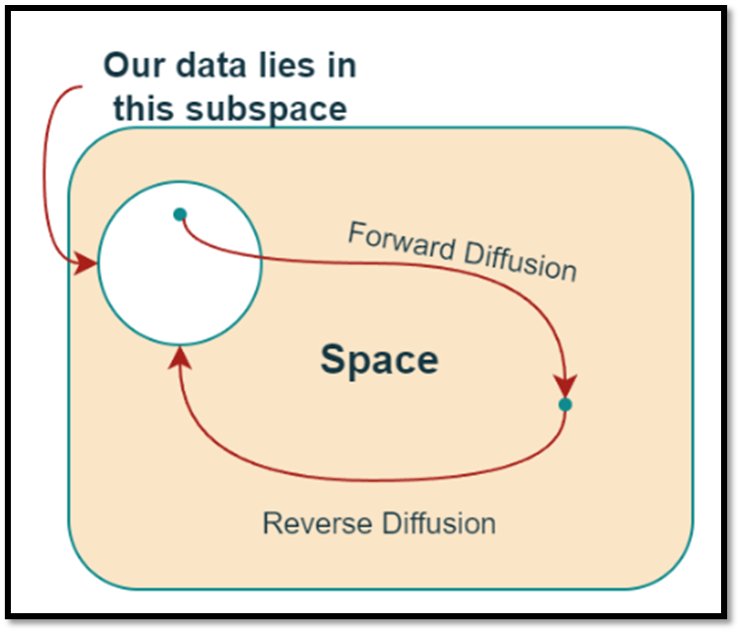 Our data lies in
this subspace
Forward Diffusion
Space
Reverse Diffusion